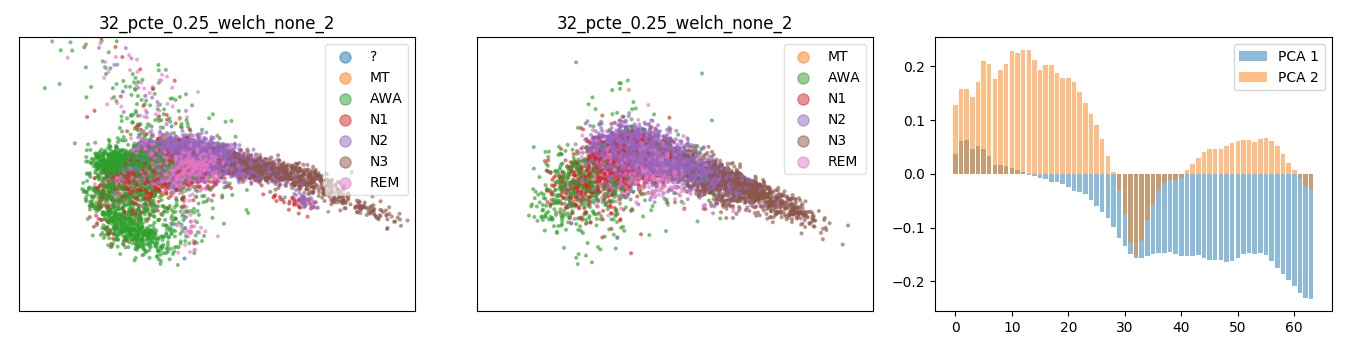 32_pcte_0.25_welch_none_2
?
MT
AWA
N1
N2
N3
REM
32_pcte_0.25_welch_none_2
MT
AWA
N1
N2
N3
REM
PCA 1
PCA 2
0.2
0.1
0.0
−0.1
−0.2
0 10 20 30 40 50 60